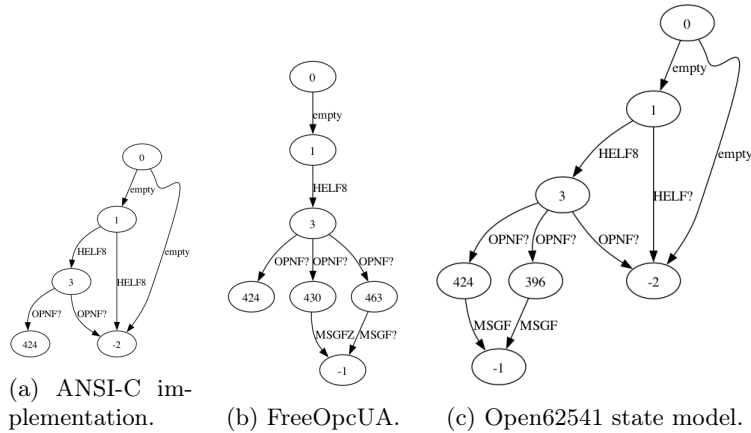 0
empty
1
HELF8
3
OPNF?
OPNF?
424
HELF8
empty
-2
(a) ANSI-C im-
plementation.
0
empty
1
HELF8
3
OPNF?
OPNF?
OPNF?
424
430
463
MSGFZ
MSGF?
-1
(b) FreeOpcUA.
0
empty
1
HELF8
HELF?
empty
3
OPNF?
OPNF?
OPNF?
424
396
-2
MSGF
MSGF
-1
(c) Open62541 state model.